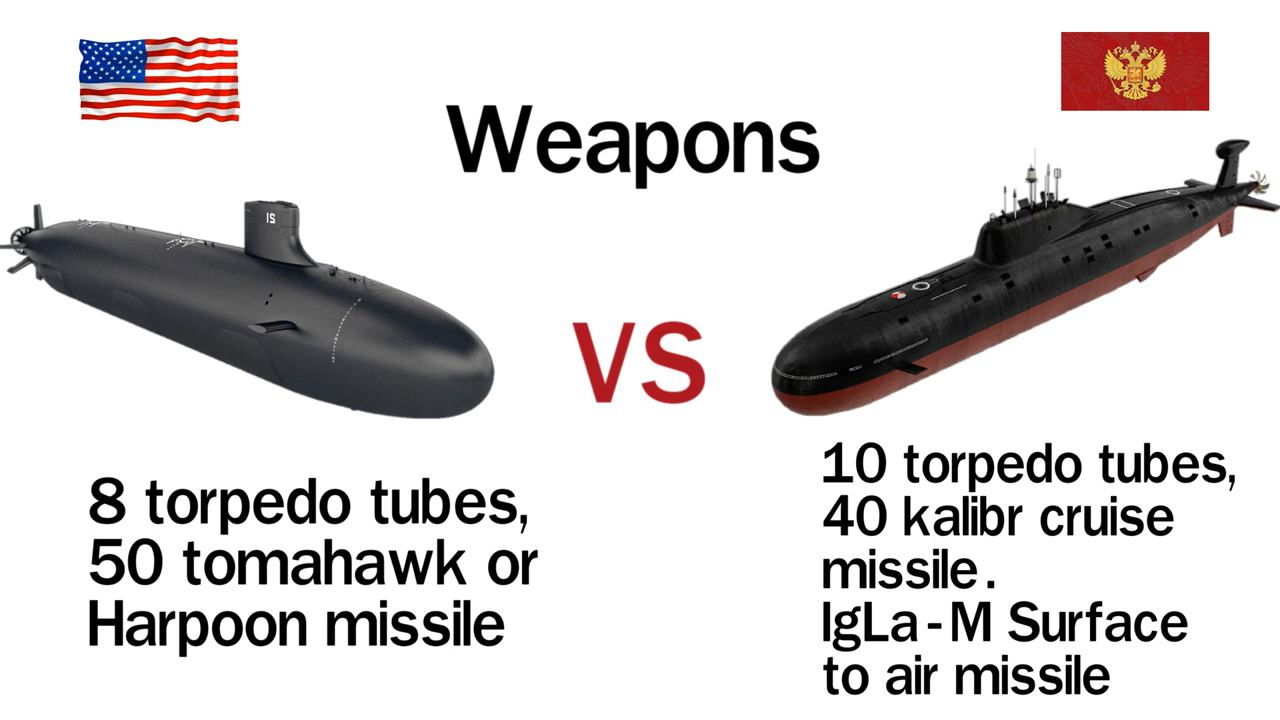 Weapons
15
VS
8 torpedo tubes,
50 tomahawk or
Harpoon missile
10 torpedo tubes,
40 kalibr cruise
missile.
IgLa-M Surface
to air missile